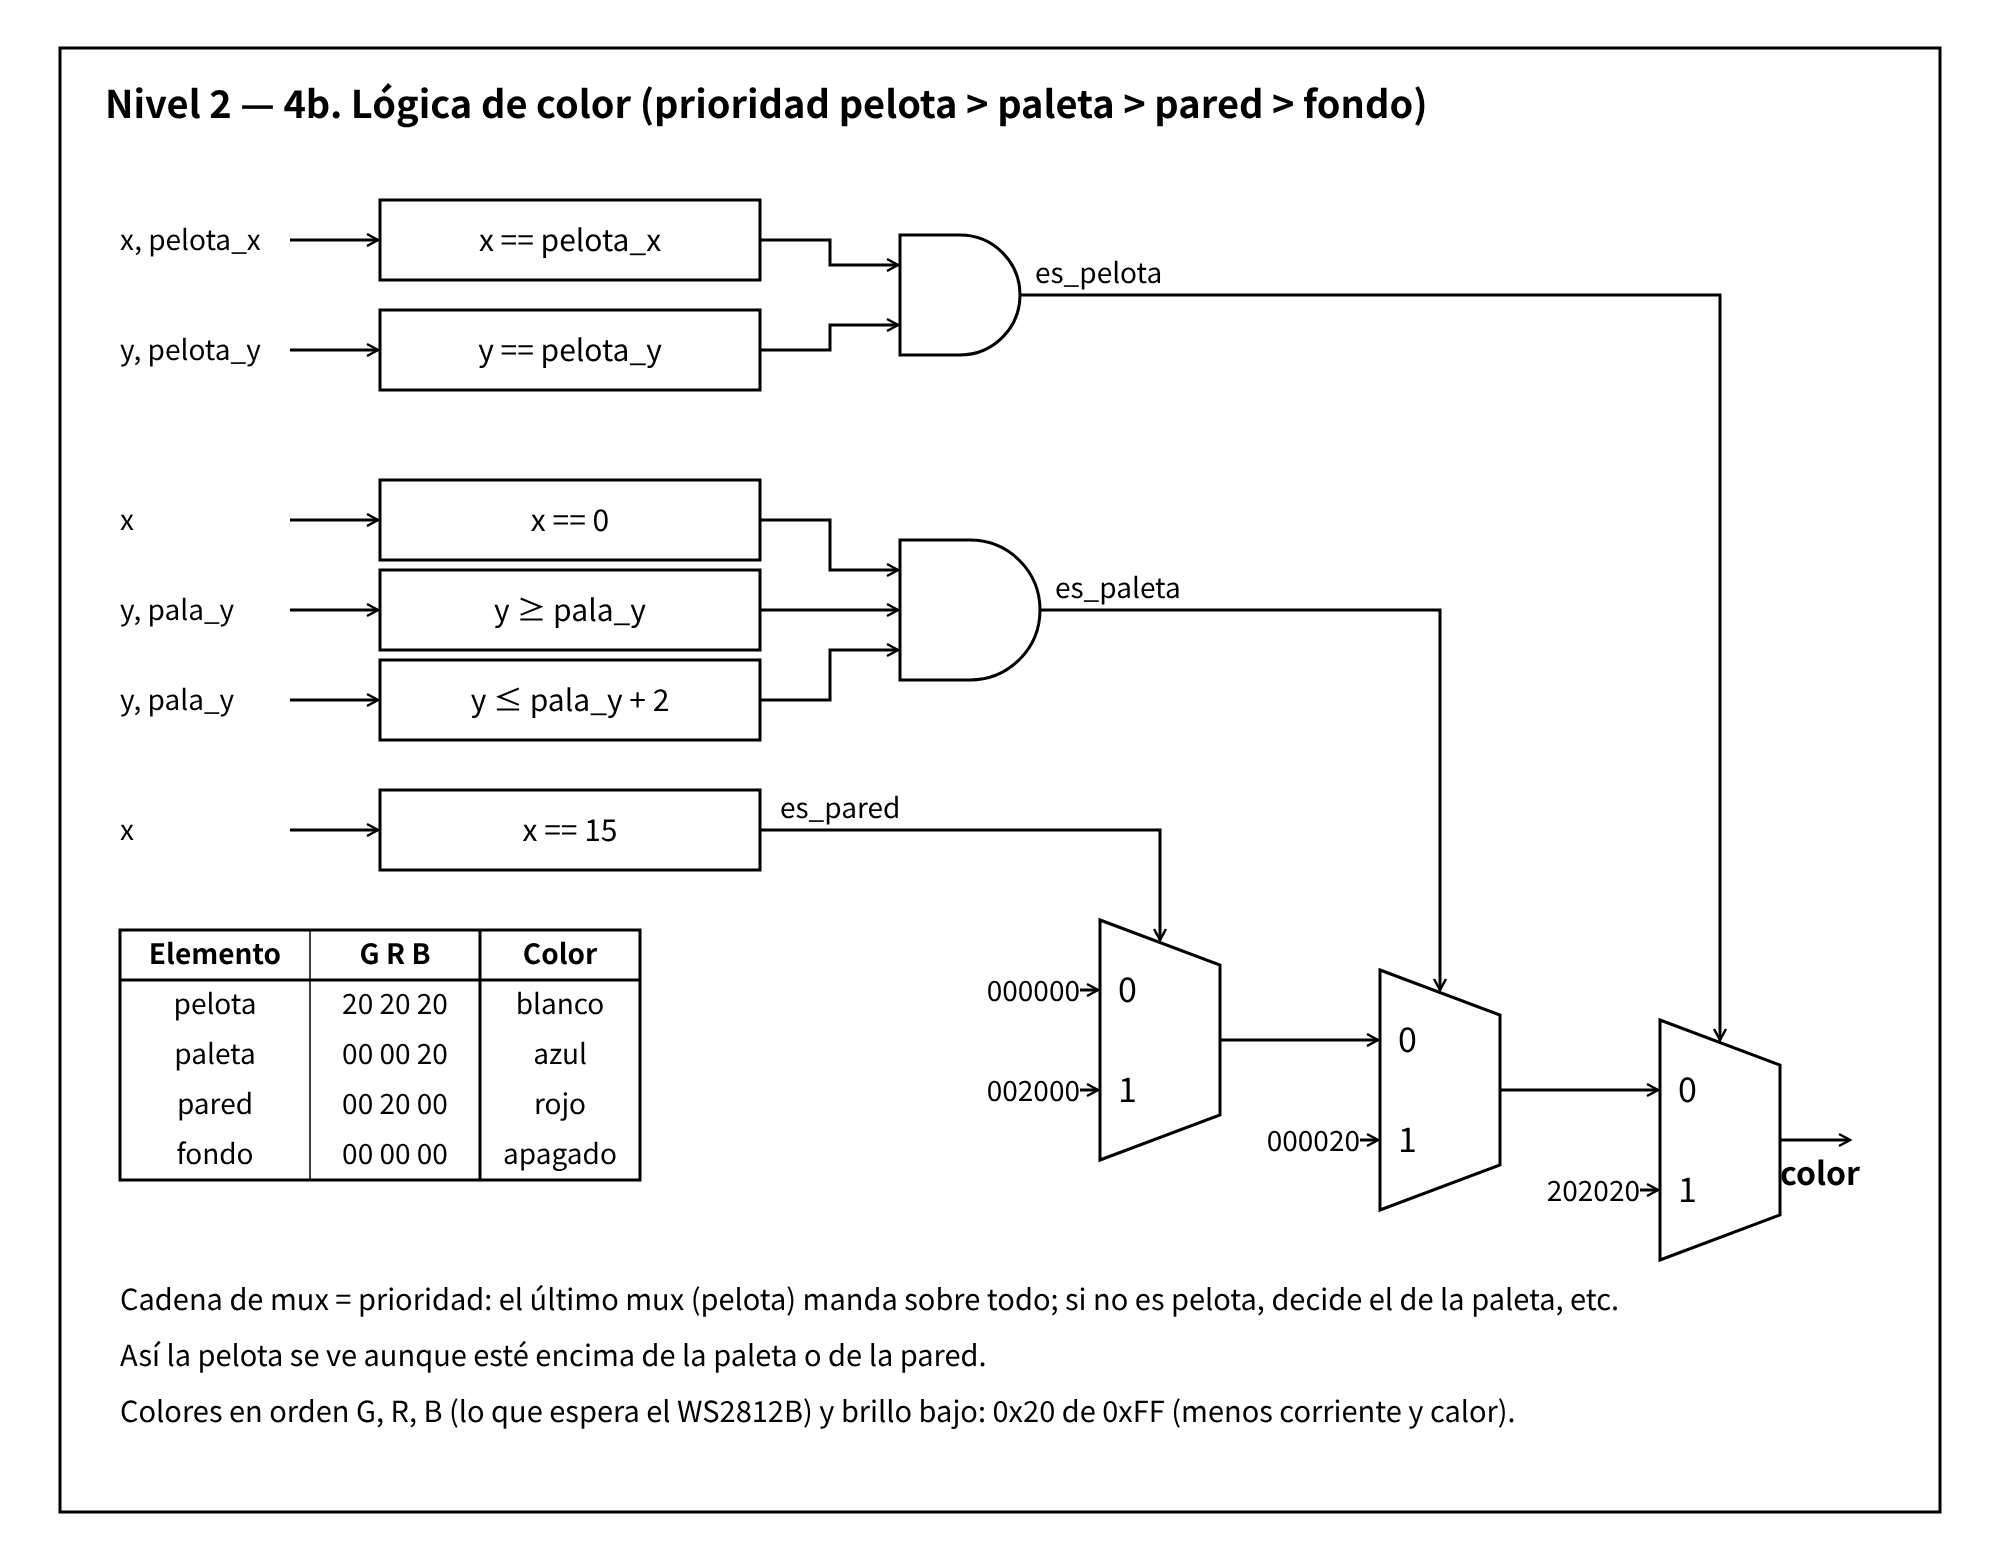 Nivel 2 — 4b. Lógica de color (prioridad pelota > paleta > pared > fondo)
x, pelota_x
x == pelota_x
es_pelota
y, pelota_y
y == pelota_y
x
x == 0
y, pala_y
y ≥ pala_y
es_paleta
y, pala_y
y ≤ pala_y + 2
x
x == 15
es_pared
Elemento G R B Color
pelota 20 20 20 blanco
paleta 00 00 20 azul
pared 00 20 00 rojo
fondo 00 00 00 apagado
000000 0
002000 1
0
000020 1
0
202020 1
color
Cadena de mux = prioridad: el último mux (pelota) manda sobre todo; si no es pelota, decide el de la paleta, etc.
Así la pelota se ve aunque esté encima de la paleta o de la pared.
Colores en orden G, R, B (lo que espera el WS2812B) y brillo bajo: 0x20 de 0xFF (menos corriente y calor).